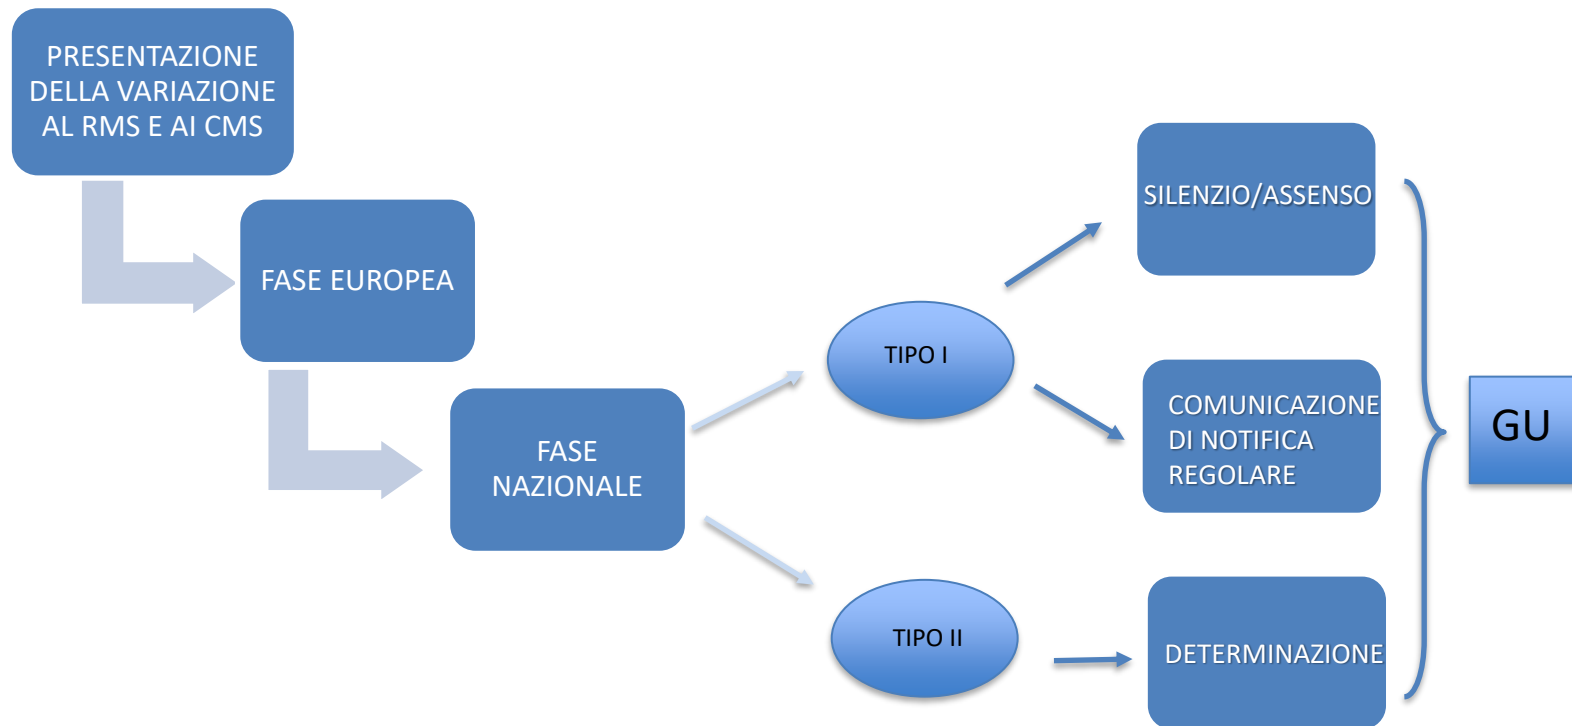 PRESENTAZIONE
DELLA VARIAZIONE
AL RMS E AI CMS
FASE EUROPEA
FASE
NAZIONALE
TIPO I
TIPO II
SILENZIO/ASSENSO
COMUNICAZIONE
DI NOTIFICA
REGOLARE
DETERMINAZIONE
GU